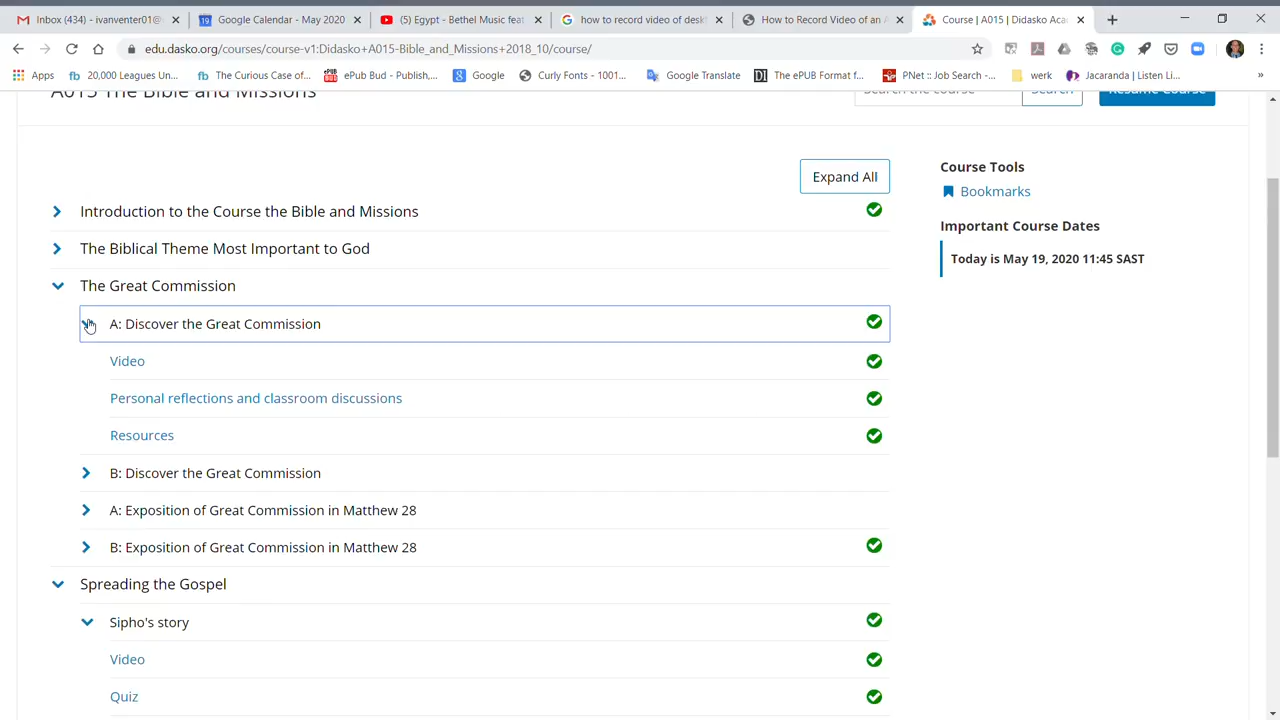 Inbox (434) - ivanventer01@
Google Calendar - May 2020
(5) Egypt - Bethel Music feat
how to record video of deskt
How to Record Video of an A
Course | A015 | Didasko Aca
edu.dasko.org/courses/course-v1:Didasko+A015-Bible_and_Missions+2018_10/course/
Apps
20,000 Leagues Un...
The Curious Case of...
ePub Bud - Publish,...
Google
Curly Fonts - 1001...
Google Translate
The ePUB Format f...
PNet :: Job Search -...
werk
Jacaranda | Listen Li...
»
A015 The Bible and Missions
Search the course
Search
Resume Course
Expand All
Course Tools
Introduction to the Course the Bible and Missions
Bookmarks
The Biblical Theme Most Important to God
Important Course Dates
Today is May 19, 2020 11:45 SAST
The Great Commission
A: Discover the Great Commission
Video
Personal reflections and classroom discussions
Resources
B: Discover the Great Commission
A: Exposition of Great Commission in Matthew 28
B: Exposition of Great Commission in Matthew 28
Spreading the Gospel
Sipho's story
Video
Quiz